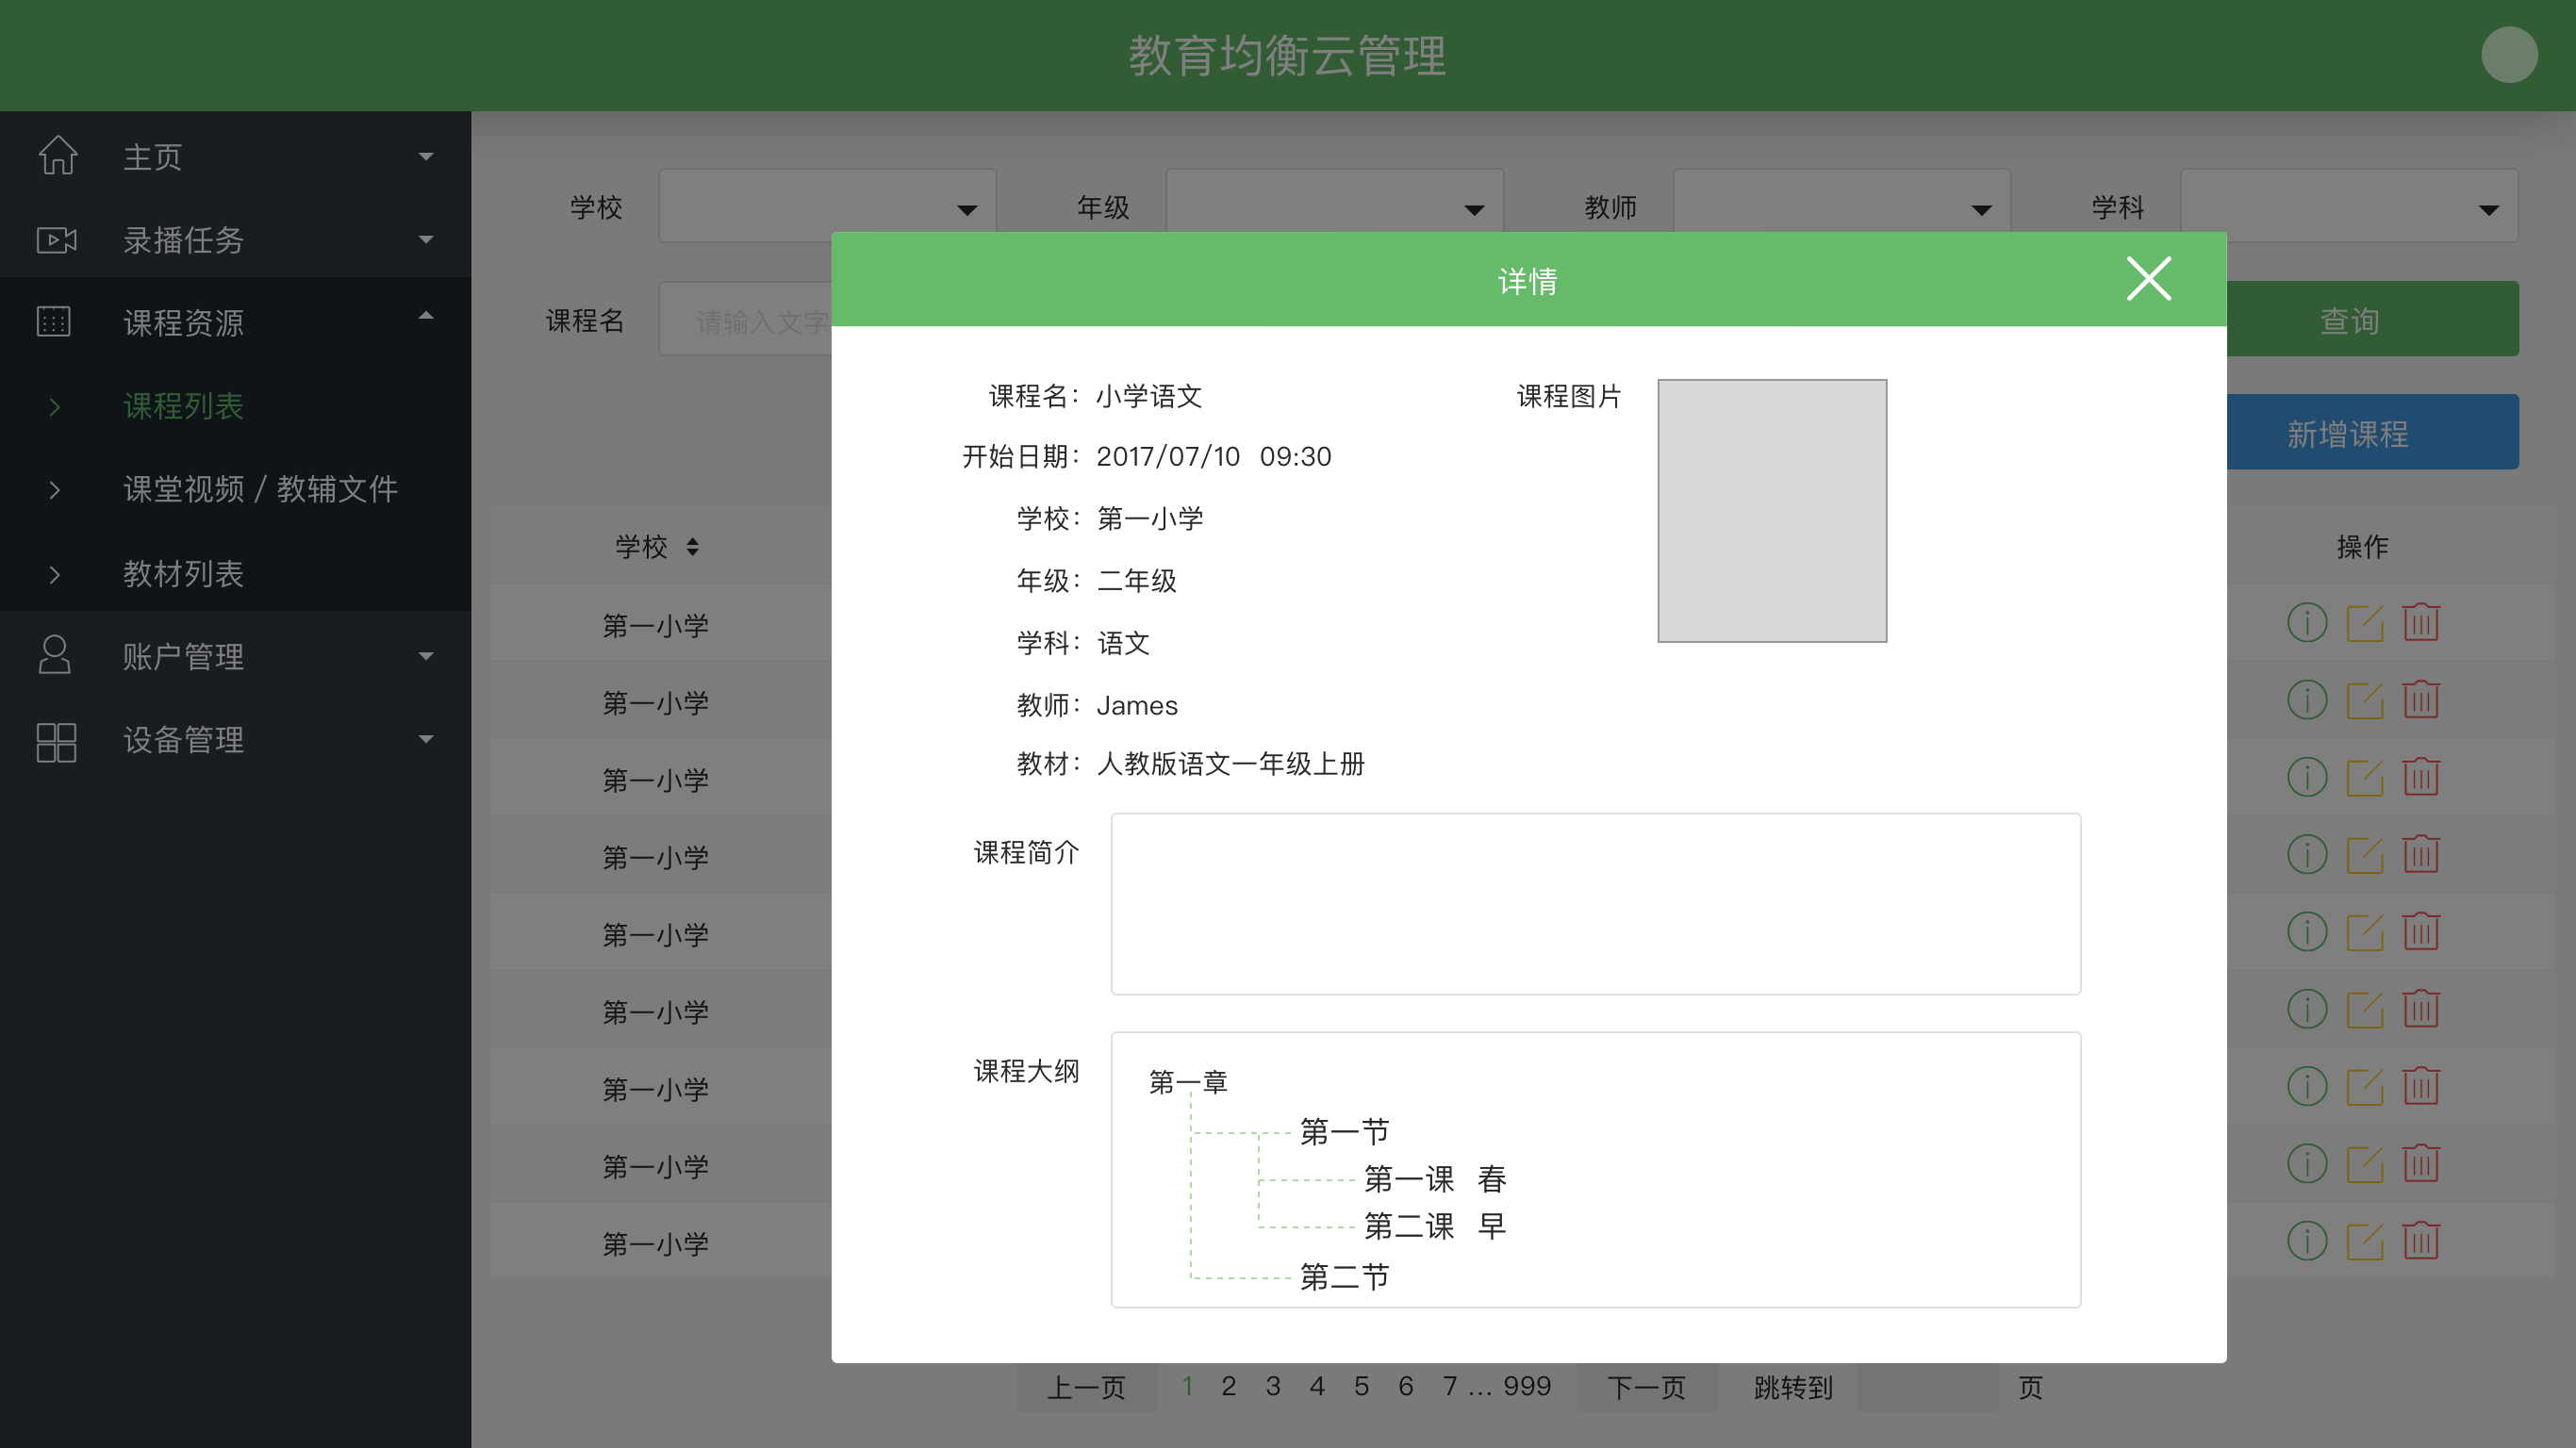 教育均衡云管理
主页
录播任务
课程资源
课程列表
课堂视频 / 教辅文件
教材列表
账户管理
设备管理
学校 年级 教师 学科
课程名 请输入文字 查询
新增课程
学校 操作
第一小学
第一小学
第一小学
第一小学
第一小学
第一小学
第一小学
第一小学
第一小学
详情
课程名：小学语文 课程图片
开始日期：2017/07/10 09:30
学校：第一小学
年级：二年级
学科：语文
教师：James
教材：人教版语文一年级上册
课程简介
课程大纲
第一章
第一节
第一课 春
第二课 早
第二节
上一页 1 2 3 4 5 6 7 ... 999 下一页 跳转到 页